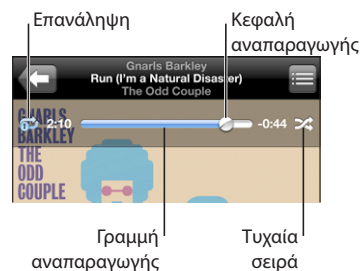 Επανάληψη
Κεφαλή
αναπαραγωγής
Gnarls Barkley
Run (I'm a Natural Disaster)
The Odd Couple
2:10
-0:44
GNARLS
BARKLEY
THE
ODD
COUPLE
Γραμμή
αναπαραγωγής
Τυχαία
σειρά